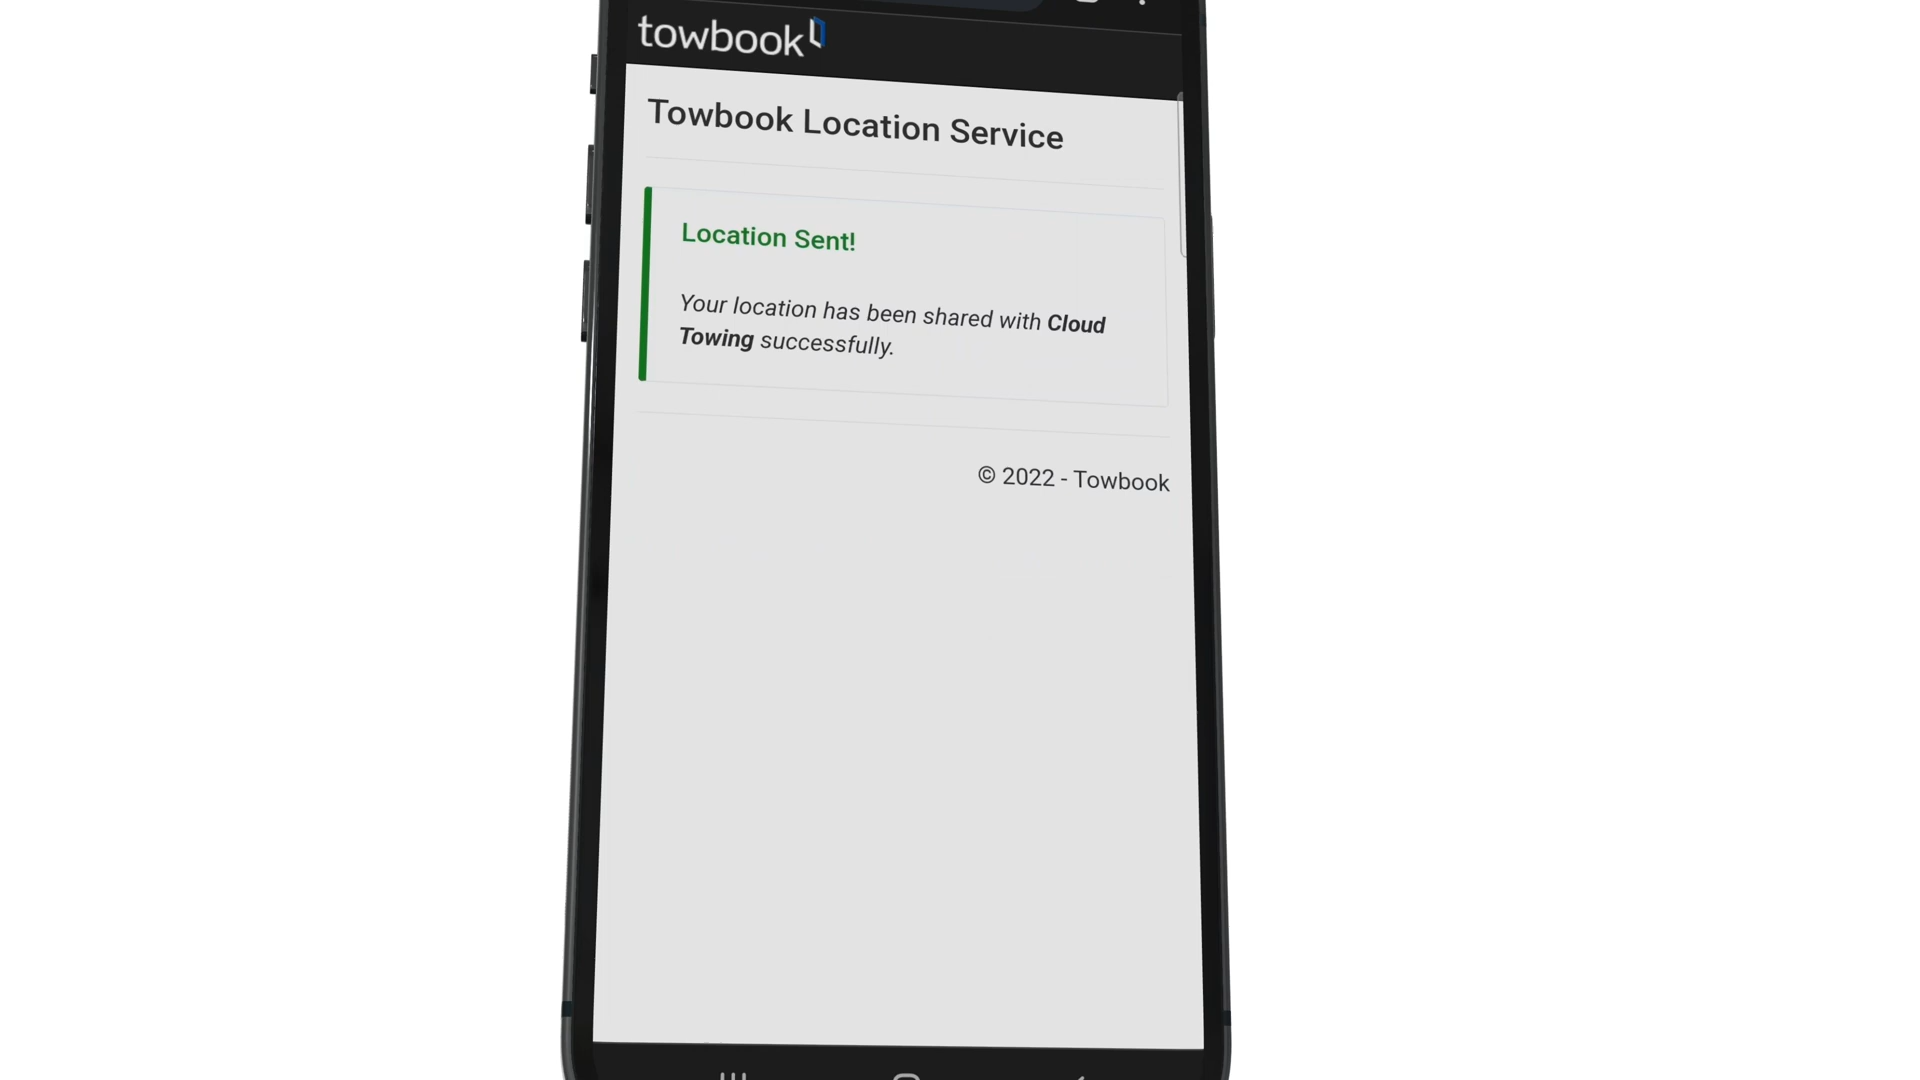 towbook
Towbook Location Service
Location Sent!
Your location has been shared with Cloud
Towing successfully.
© 2022 - Towbook